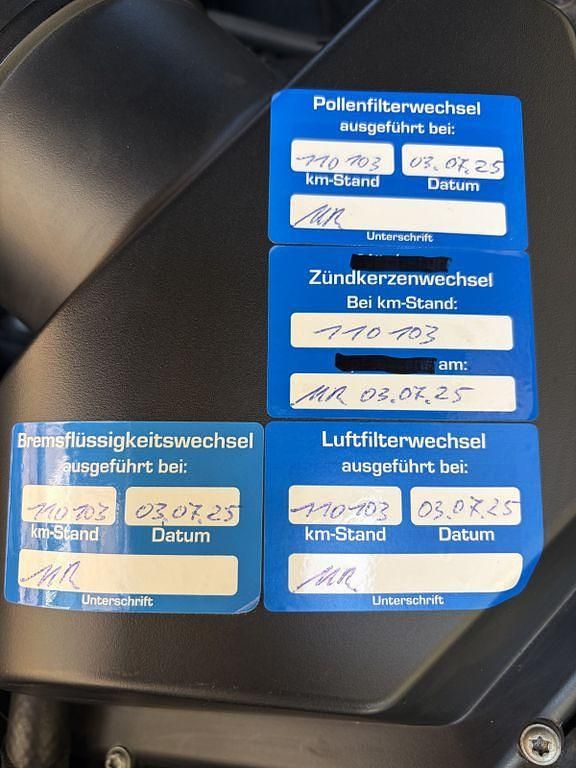 Pollenfilterwechsel
ausgeführt bei:
110 103 03.07.25
km-Stand Datum
MR
Unterschrift
Zündkerzenwechsel
Bei km-Stand:
110 103
am:
MR 03.07.25
Bremsflüssigkeitswechsel
ausgeführt bei:
110 103 03.07.25
km-Stand Datum
MR
Unterschrift
Luftfilterwechsel
ausgeführt bei:
110 103 03.07.25
km-Stand Datum
MR
Unterschrift